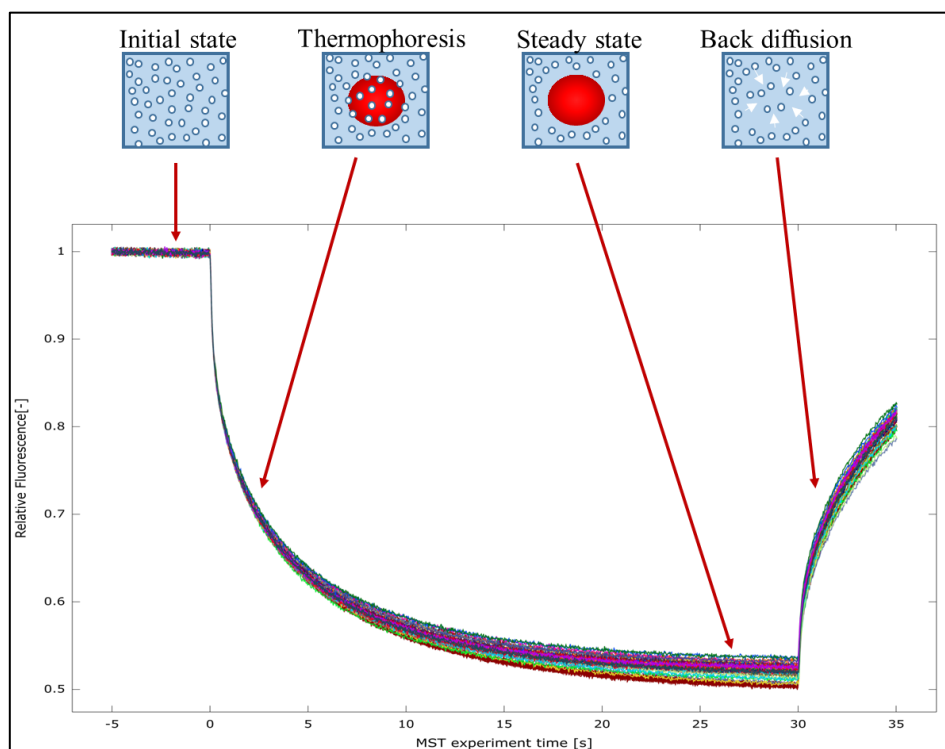 Initial state
Thermophoresis
Steady state
Back diffusion
1
0.9
0.8
0.7
0.6
0.5
Relative Fluorescence[-]
-5
0
5
10
15
20
25
30
35
MST experiment time [s]